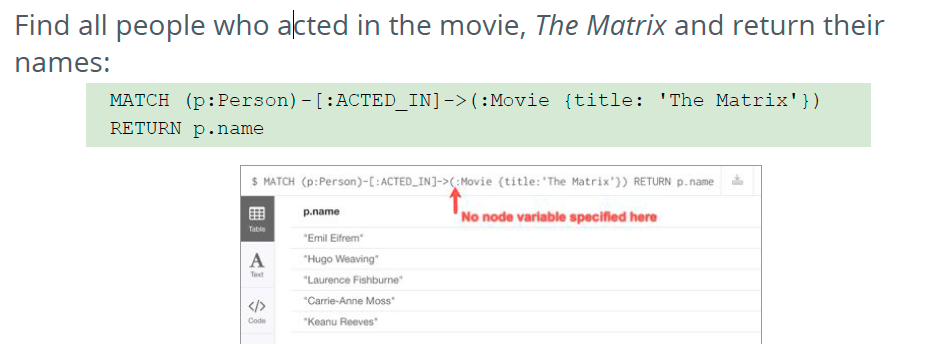 Find all people who acted in the movie, The Matrix and return their
names:
MATCH (p:Person)-[:ACTED_IN]->(:Movie {title: 'The Matrix'})
RETURN p.name
$ MATCH (p:Person)-[:ACTED_IN]->(:Movie {title:'The Matrix'}) RETURN p.name
No node variable specified here
Table
p.name
"Emil Eifrem"
A
Text
"Hugo Weaving"
"Laurence Fishburne"
</>
Code
"Carrie-Anne Moss"
"Keanu Reeves"